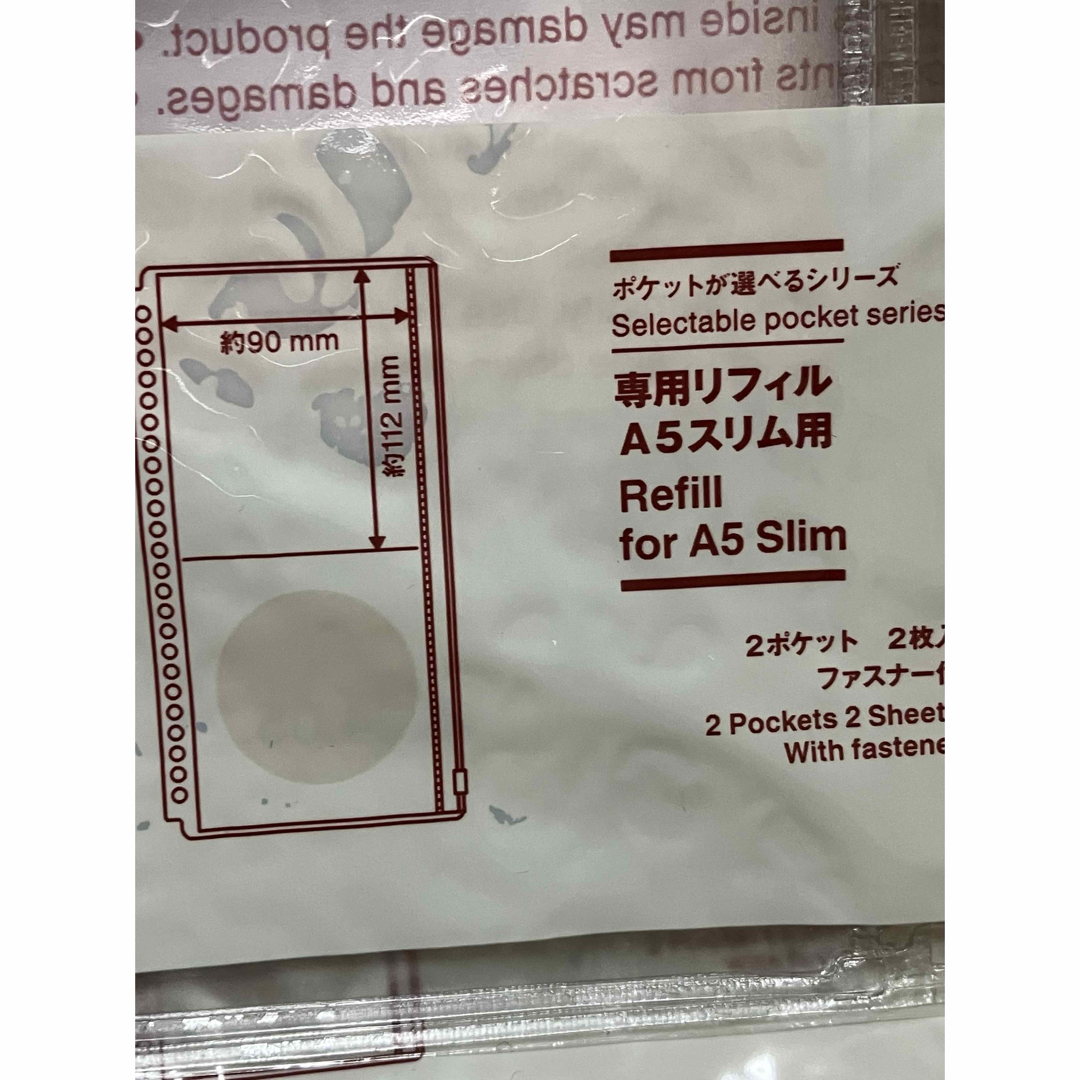 inside may damage the product.
from scratches and damages.
ポケットが選べるシリーズ
Selectable pocket series
専用リフィル
A5スリム用
Refill
for A5 Slim
約90 mm
約112 mm
2ポケット 2枚
ファスナー
2 Pockets 2 Sheet
With fastene